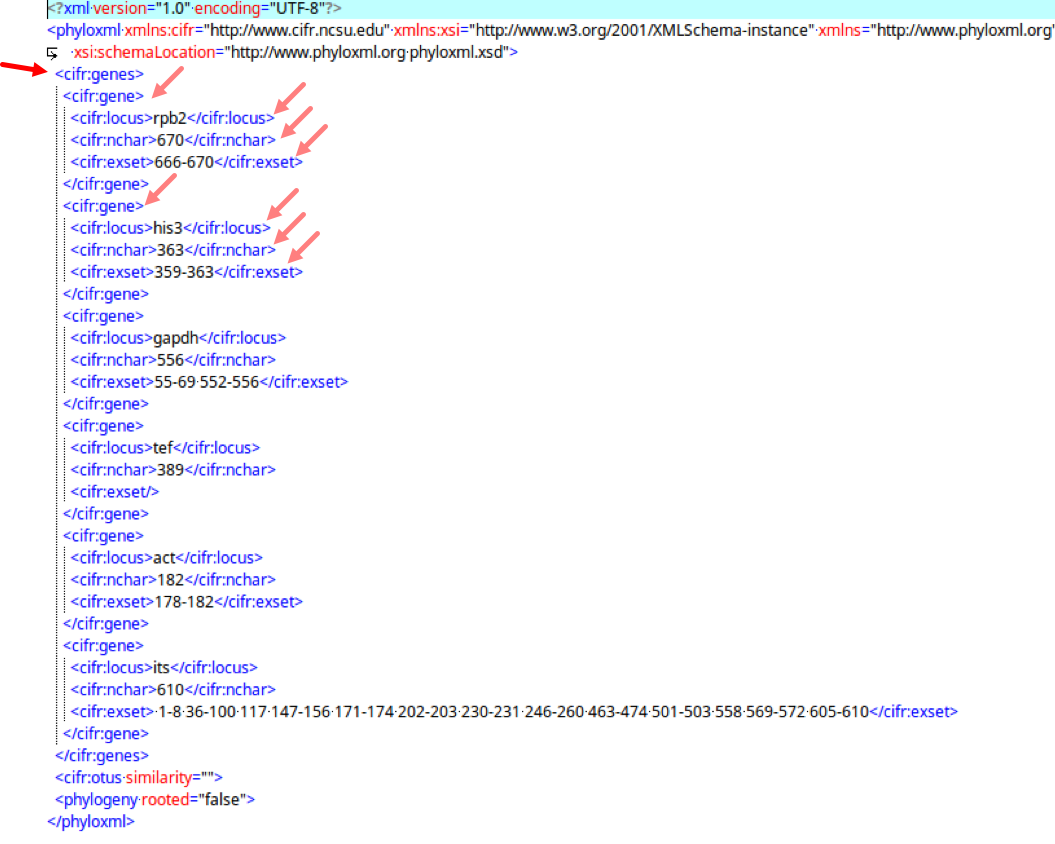 <?xml version="1.0" encoding="UTF-8"?>
<phyloxml xmlns:cifr="http://www.cifr.ncsu.edu" xmlns:xsi="http://www.w3.org/2001/XMLSchema-instance" xmlns="http://www.phyloxml.org"
xsi:schemaLocation="http://www.phyloxml.org phyloxml.xsd">
<cifr:genes>
<cifr:gene>
<cifr:locus>rpb2</cifr:locus>
<cifr:nchar>670</cifr:nchar>
<cifr:exset>666-670</cifr:exset>
</cifr:gene>
<cifr:gene>
<cifr:locus>his3</cifr:locus>
<cifr:nchar>363</cifr:nchar>
<cifr:exset>359-363</cifr:exset>
</cifr:gene>
<cifr:gene>
<cifr:locus>gapdh</cifr:locus>
<cifr:nchar>556</cifr:nchar>
<cifr:exset>55-69 552-556</cifr:exset>
</cifr:gene>
<cifr:gene>
<cifr:locus>tef</cifr:locus>
<cifr:nchar>389</cifr:nchar>
<cifr:exset/>
</cifr:gene>
<cifr:gene>
<cifr:locus>act</cifr:locus>
<cifr:nchar>182</cifr:nchar>
<cifr:exset>178-182</cifr:exset>
</cifr:gene>
<cifr:gene>
<cifr:locus>its</cifr:locus>
<cifr:nchar>610</cifr:nchar>
<cifr:exset> 1-8 36-100 117 147-156 171-174 202-203 230-231 246-260 463-474 501-503 558 569-572 605-610</cifr:exset>
</cifr:gene>
</cifr:genes>
<cifr:otus similarity="">
<phylogeny rooted="false">
</phyloxml>